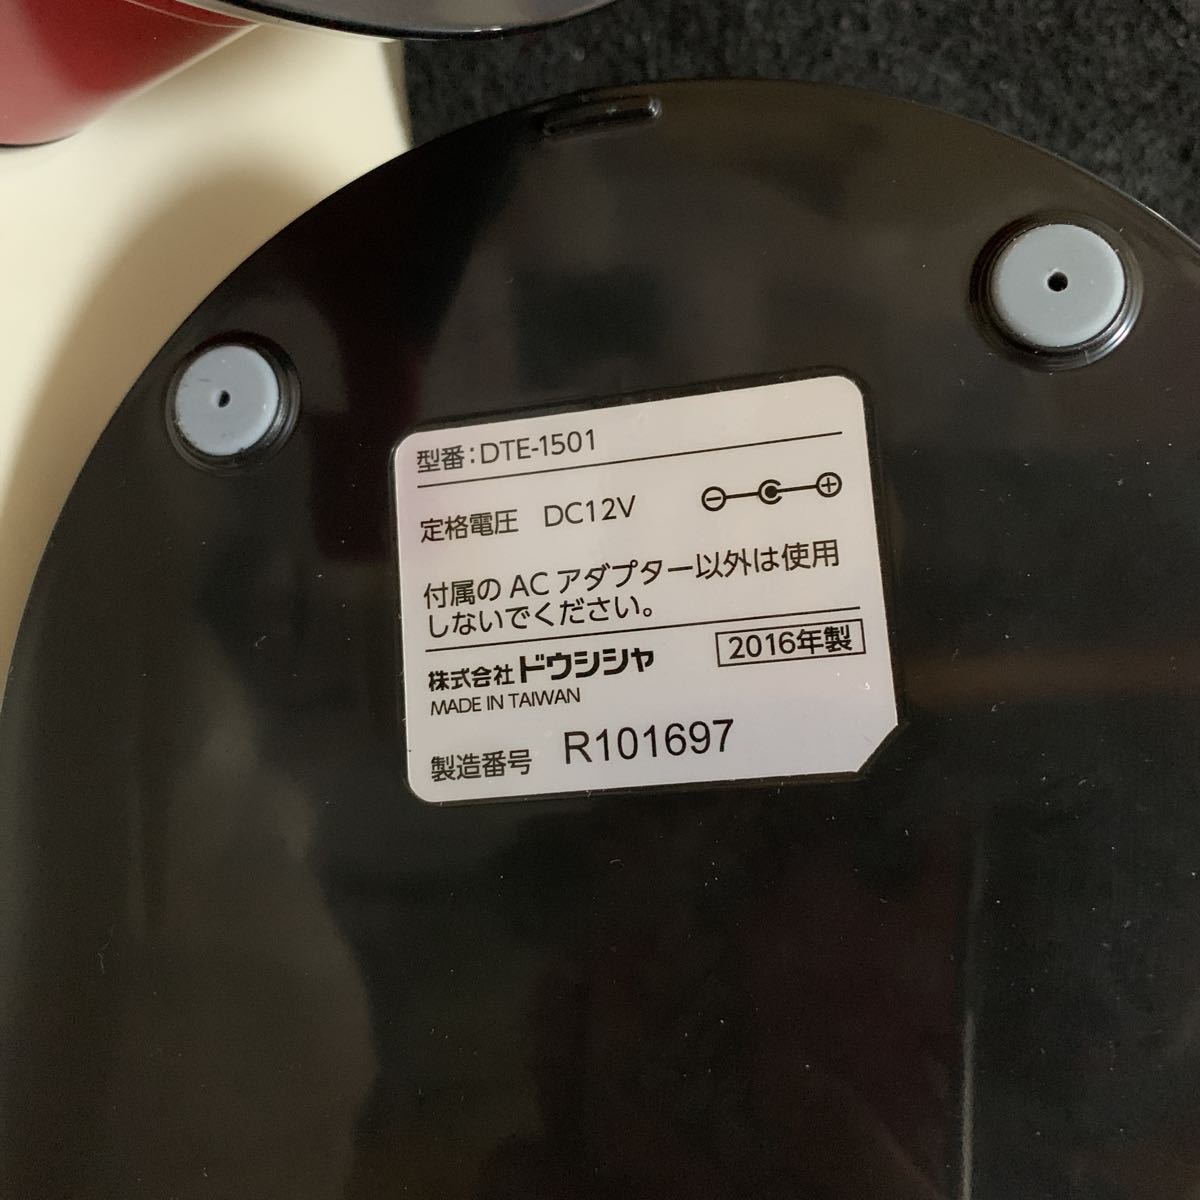 型番:DTE-1501
定格電圧 DC12V
付属のACアダプター以外は使用
しないでください。
株式会社ドウシシャ 2016年製
MADE IN TAIWAN
製造番号 R101697